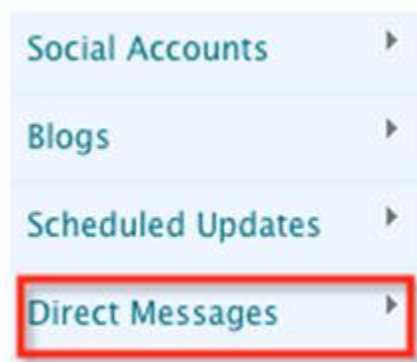 Social Accounts
Blogs
Scheduled Updates
Direct Messages